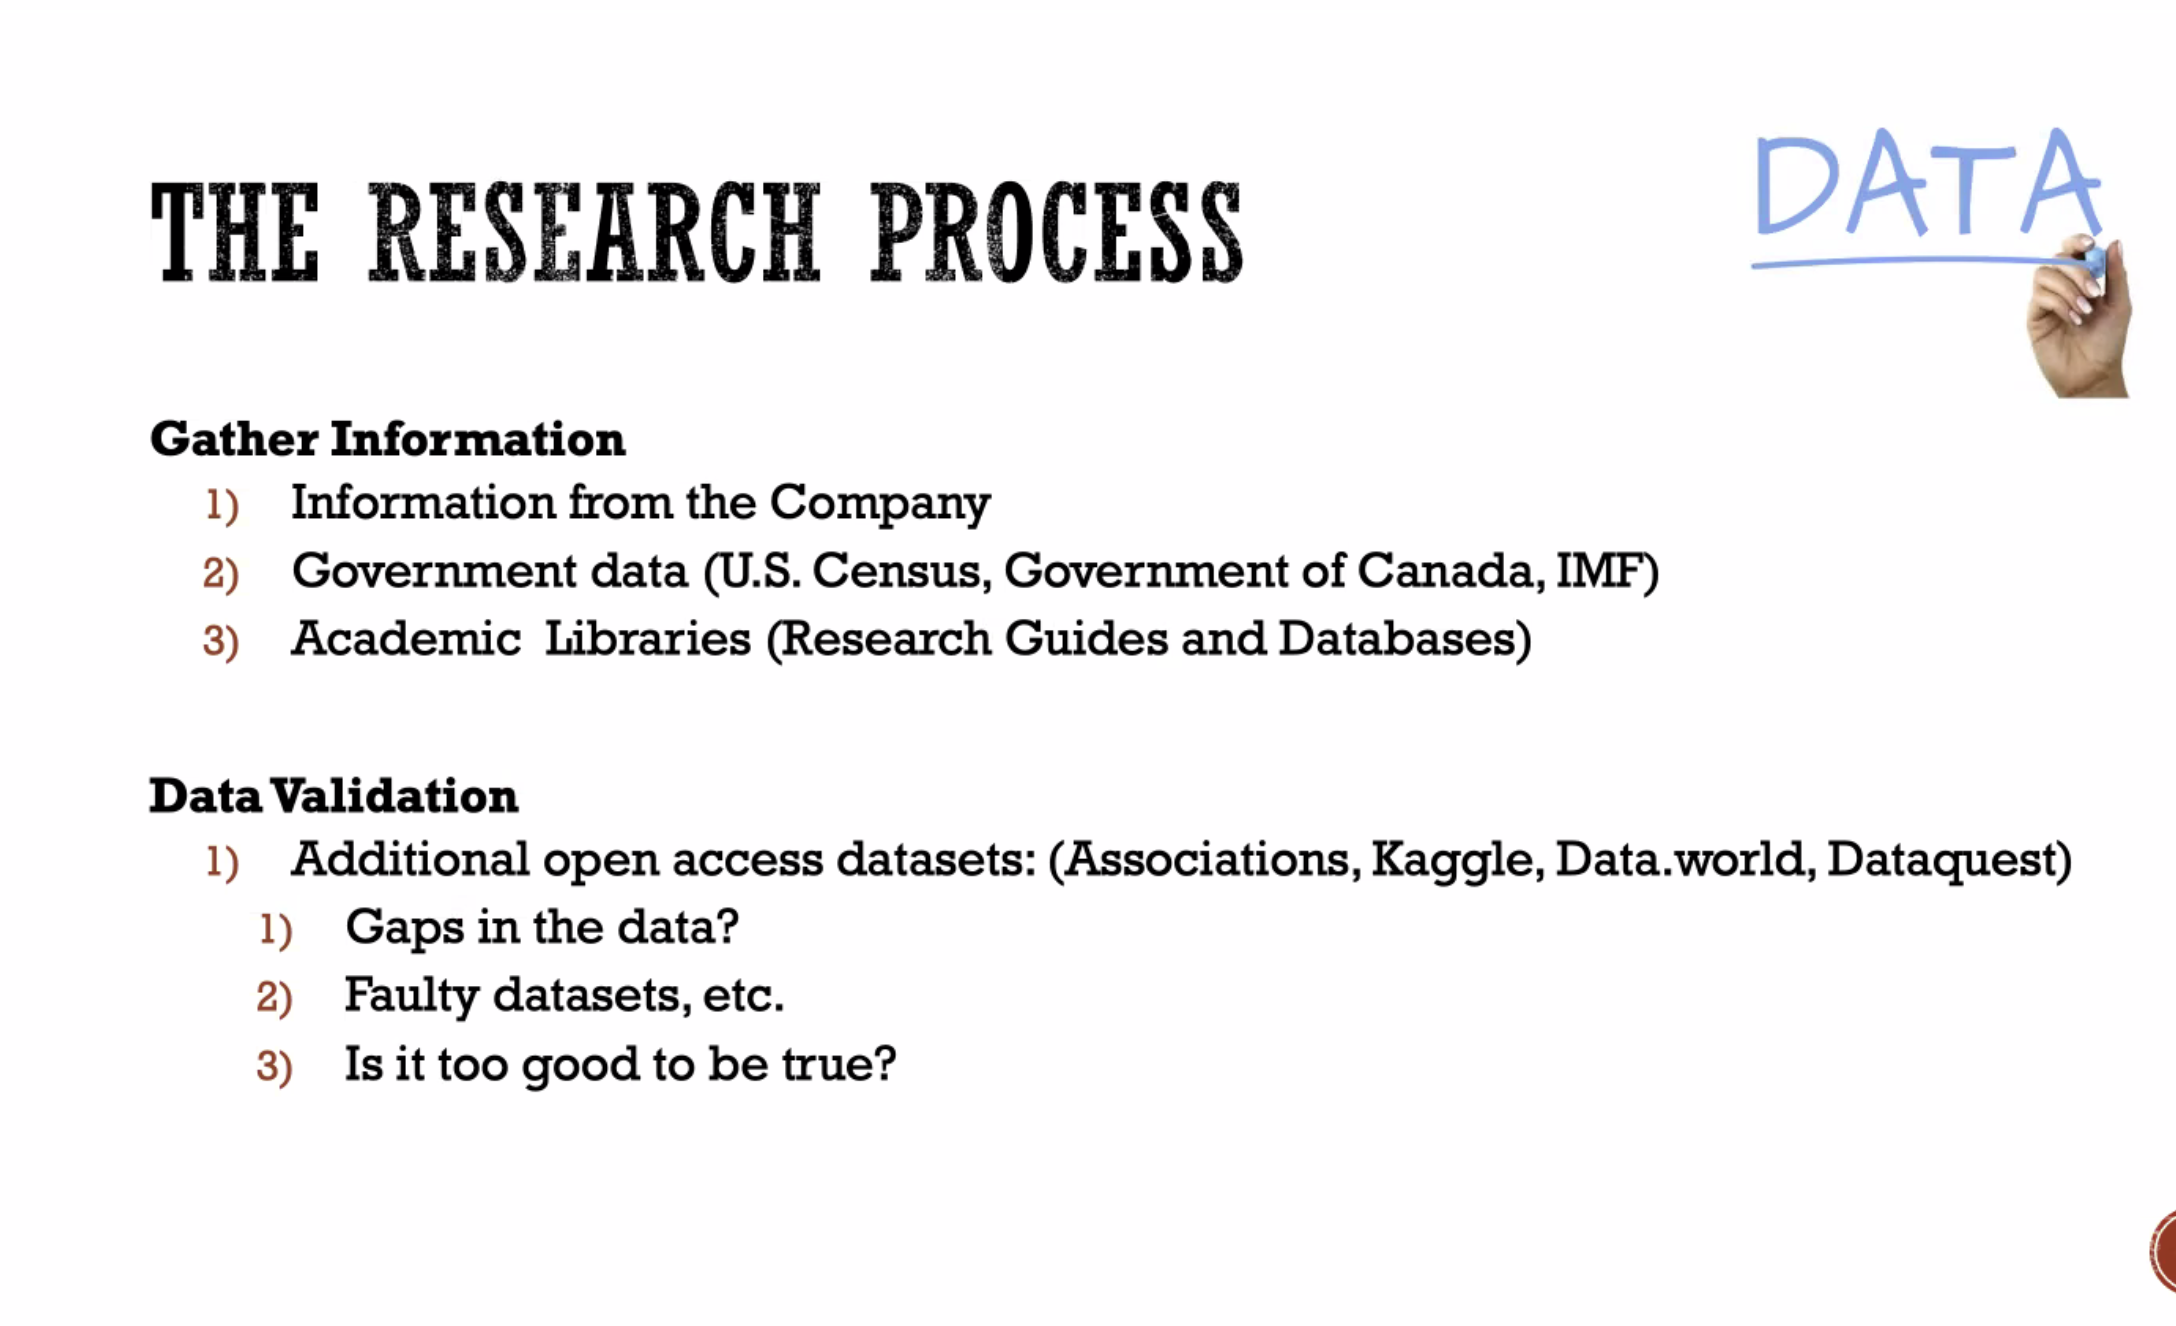 THE RESEARCH PROCESS
DATA
Gather Information
1) Information from the Company
2) Government data (U.S. Census, Government of Canada, IMF)
3) Academic Libraries (Research Guides and Databases)
Data Validation
1) Additional open access datasets: (Associations, Kaggle, Data.world, Dataquest)
1) Gaps in the data?
2) Faulty datasets, etc.
3) Is it too good to be true?